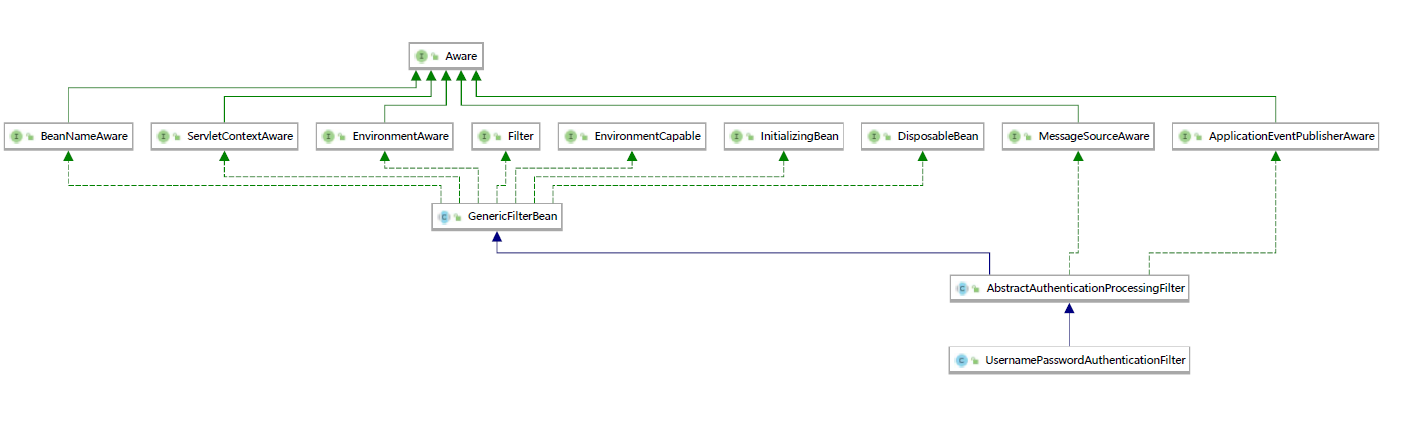 Aware
BeanNameAware
ServletContextAware
EnvironmentAware
Filter
EnvironmentCapable
InitializingBean
DisposableBean
MessageSourceAware
ApplicationEventPublisherAware
GenericFilterBean
AbstractAuthenticationProcessingFilter
UsernamePasswordAuthenticationFilter